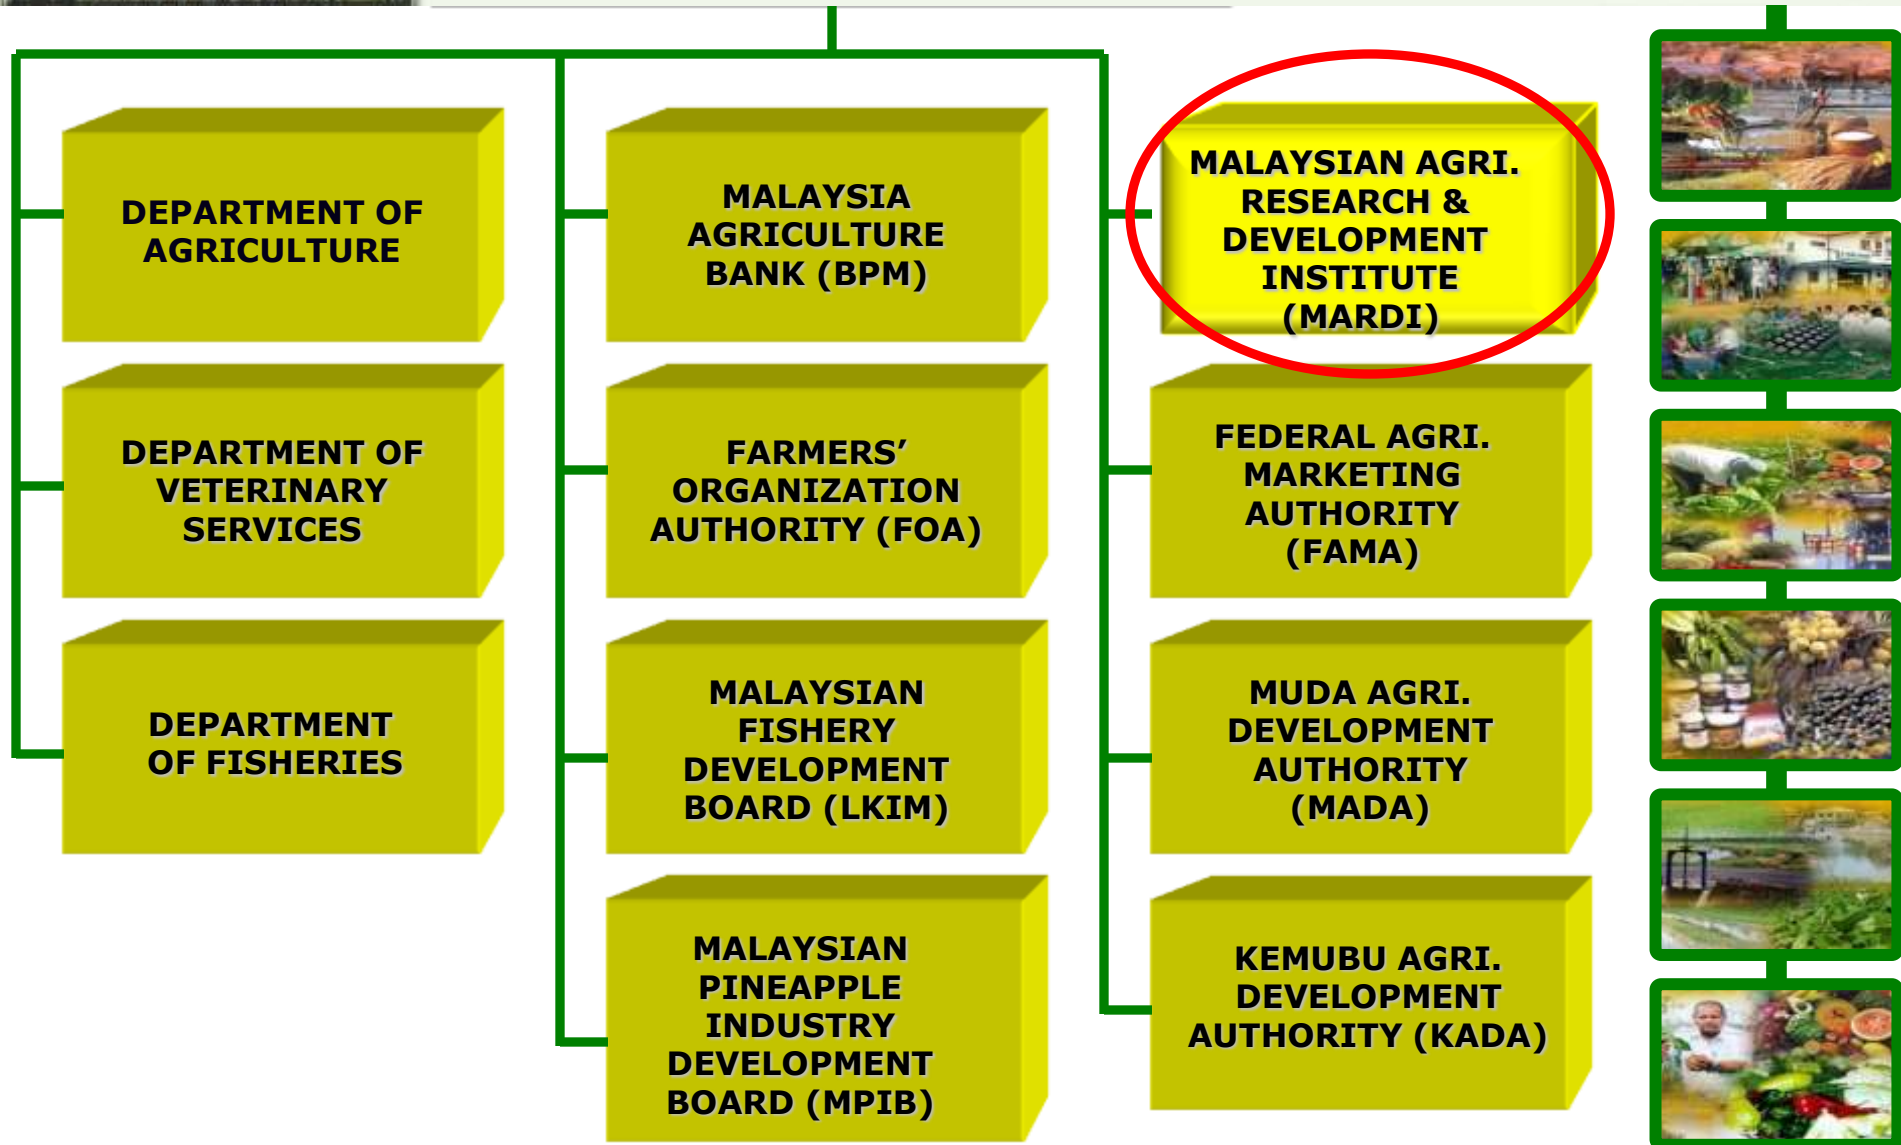 DEPARTMENT OF
AGRICULTURE
DEPARTMENT OF
VETERINARY
SERVICES
DEPARTMENT
OF FISHERIES
MALAYSIA
AGRICULTURE
BANK (BPM)
FARMERS’
ORGANIZATION
AUTHORITY (FOA)
MALAYSIAN
FISHERY
DEVELOPMENT
BOARD (LKIM)
MALAYSIAN
PINEAPPLE
INDUSTRY
DEVELOPMENT
BOARD (MPIB)
MALAYSIAN AGRI.
RESEARCH &
DEVELOPMENT
INSTITUTE
(MARDI)
FEDERAL AGRI.
MARKETING
AUTHORITY
(FAMA)
MUDA AGRI.
DEVELOPMENT
AUTHORITY
(MADA)
KEMUBU AGRI.
DEVELOPMENT
AUTHORITY (KADA)